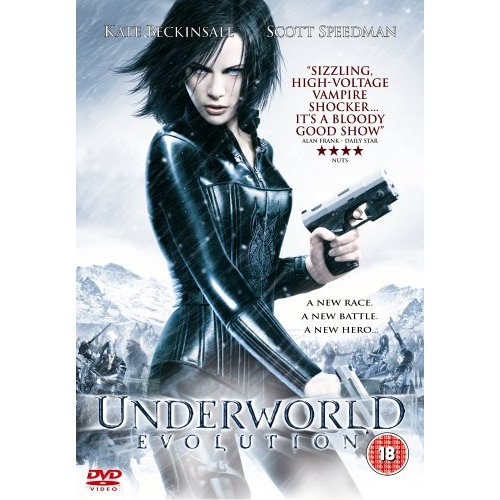 KATE BECKINSALE SCOTT SPEEDMAN
"SIZZLING,
HIGH-VOLTAGE
VAMPIRE
SHOCKER...
IT'S A BLOODY
GOOD SHOW"
ALAN FRANK - DAILY STAR
★★★★
NUTS
A NEW RACE.
A NEW BATTLE.
A NEW HERO...
UNDERWORLD
EVOLUTION
18
DVD
VIDEO